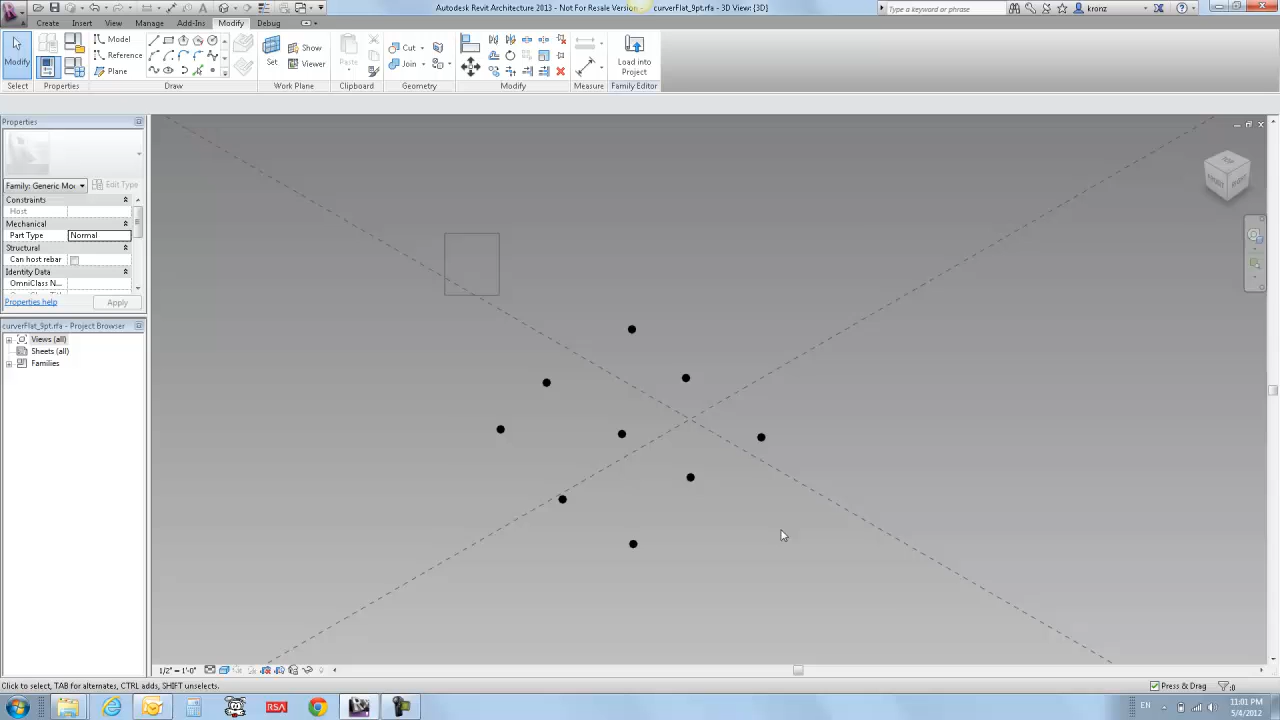 Autodesk Revit Architecture 2013 - Not For Resale Version - curverFlat_9pt.rfa - 3D View: {3D}
Type a keyword or phrase
kronz
Create
Insert
View
Manage
Add-Ins
Modify
Debug
Modify
Model
Reference
Plane
Set
Show
Viewer
Paste
Cut
Join
Load into
Project
Select
Properties
Draw
Work Plane
Clipboard
Geometry
Modify
Measure
Family Editor
Properties
Family: Generic Mo
Edit Type
Constraints
Host
Mechanical
Part Type
Normal
Structural
Can host rebar
Identity Data
OmniClass N...
Properties help
Apply
curverFlat_9pt.rfa - Project Browser
Views (all)
Sheets (all)
Families
TOP
FRONT
1/2" = 1'-0"
Click to select, TAB for alternates, CTRL adds, SHIFT unselects.
Press & Drag
:0
RSA
EN
11:01 PM
5/4/2012